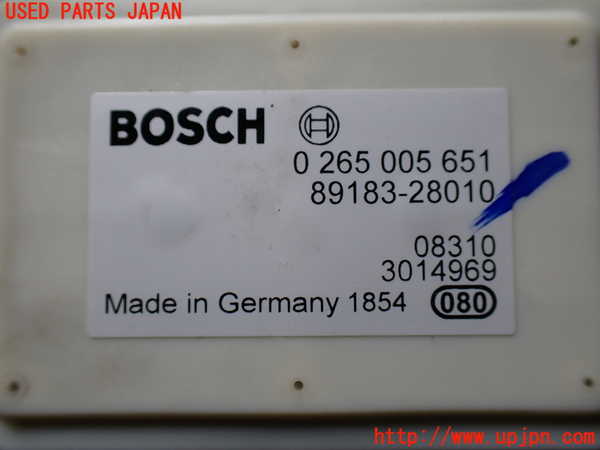 USED PARTS JAPAN
BOSCH
0 265 005 651
89183-28010
08310
3014969
Made in Germany 1854 080
http://www.upjpn.com/